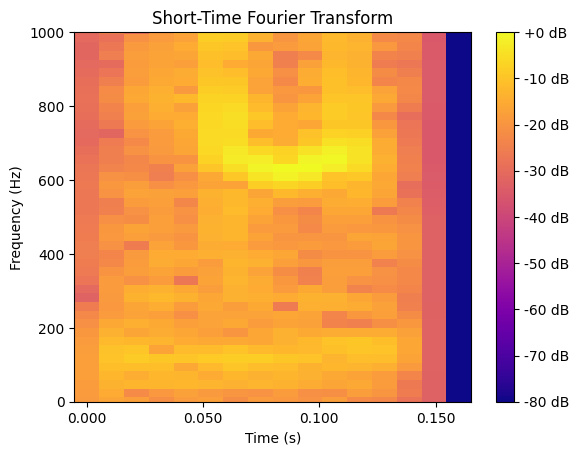 Short-Time Fourier Transform
Frequency (Hz)
1000
800
600
400
200
0
0.000
0.050
0.100
0.150
Time (s)
+0 dB
-10 dB
-20 dB
-30 dB
-40 dB
-50 dB
-60 dB
-70 dB
-80 dB